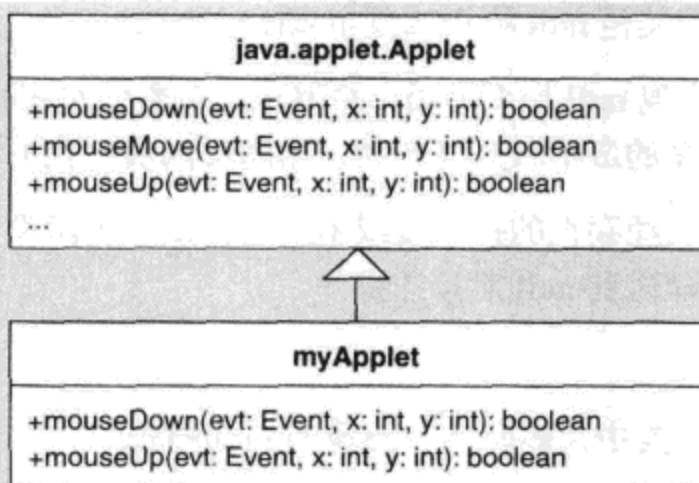 java.applet.Applet
+mouseDown(evt: Event, x: int, y: int): boolean
+mouseMove(evt: Event, x: int, y: int): boolean
+mouseUp(evt: Event, x: int, y: int): boolean
...
myApplet
+mouseDown(evt: Event, x: int, y: int): boolean
+mouseUp(evt: Event, x: int, y: int): boolean